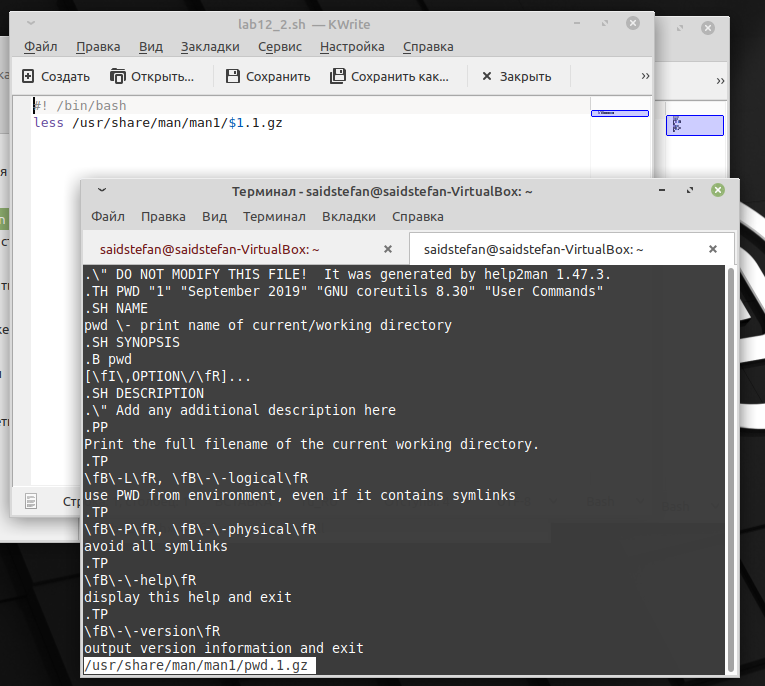 lab12_2.sh — KWrite
Файл Правка Вид Закладки Сервис Настройка Справка
Создать Открыть... Сохранить Сохранить как... Закрыть »
»
#! /bin/bash
less /usr/share/man/man1/$1.1.gz
Терминал - saidstefan@saidstefan-VirtualBox: ~
Файл Правка Вид Терминал Вкладки Справка
saidstefan@saidstefan-VirtualBox: ~ saidstefan@saidstefan-VirtualBox: ~
.\" DO NOT MODIFY THIS FILE!  It was generated by help2man 1.47.3.
.TH PWD "1" "September 2019" "GNU coreutils 8.30" "User Commands"
.SH NAME
pwd \- print name of current/working directory
.SH SYNOPSIS
.B pwd
[\fI\,OPTION\/\fR]...
.SH DESCRIPTION
.\" Add any additional description here
.PP
Print the full filename of the current working directory.
.TP
\fB\-L\fR, \fB\-\-logical\fR
use PWD from environment, even if it contains symlinks
.TP
\fB\-P\fR, \fB\-\-physical\fR
avoid all symlinks
.TP
\fB\-\-help\fR
display this help and exit
.TP
\fB\-\-version\fR
output version information and exit
/usr/share/man/man1/pwd.1.gz